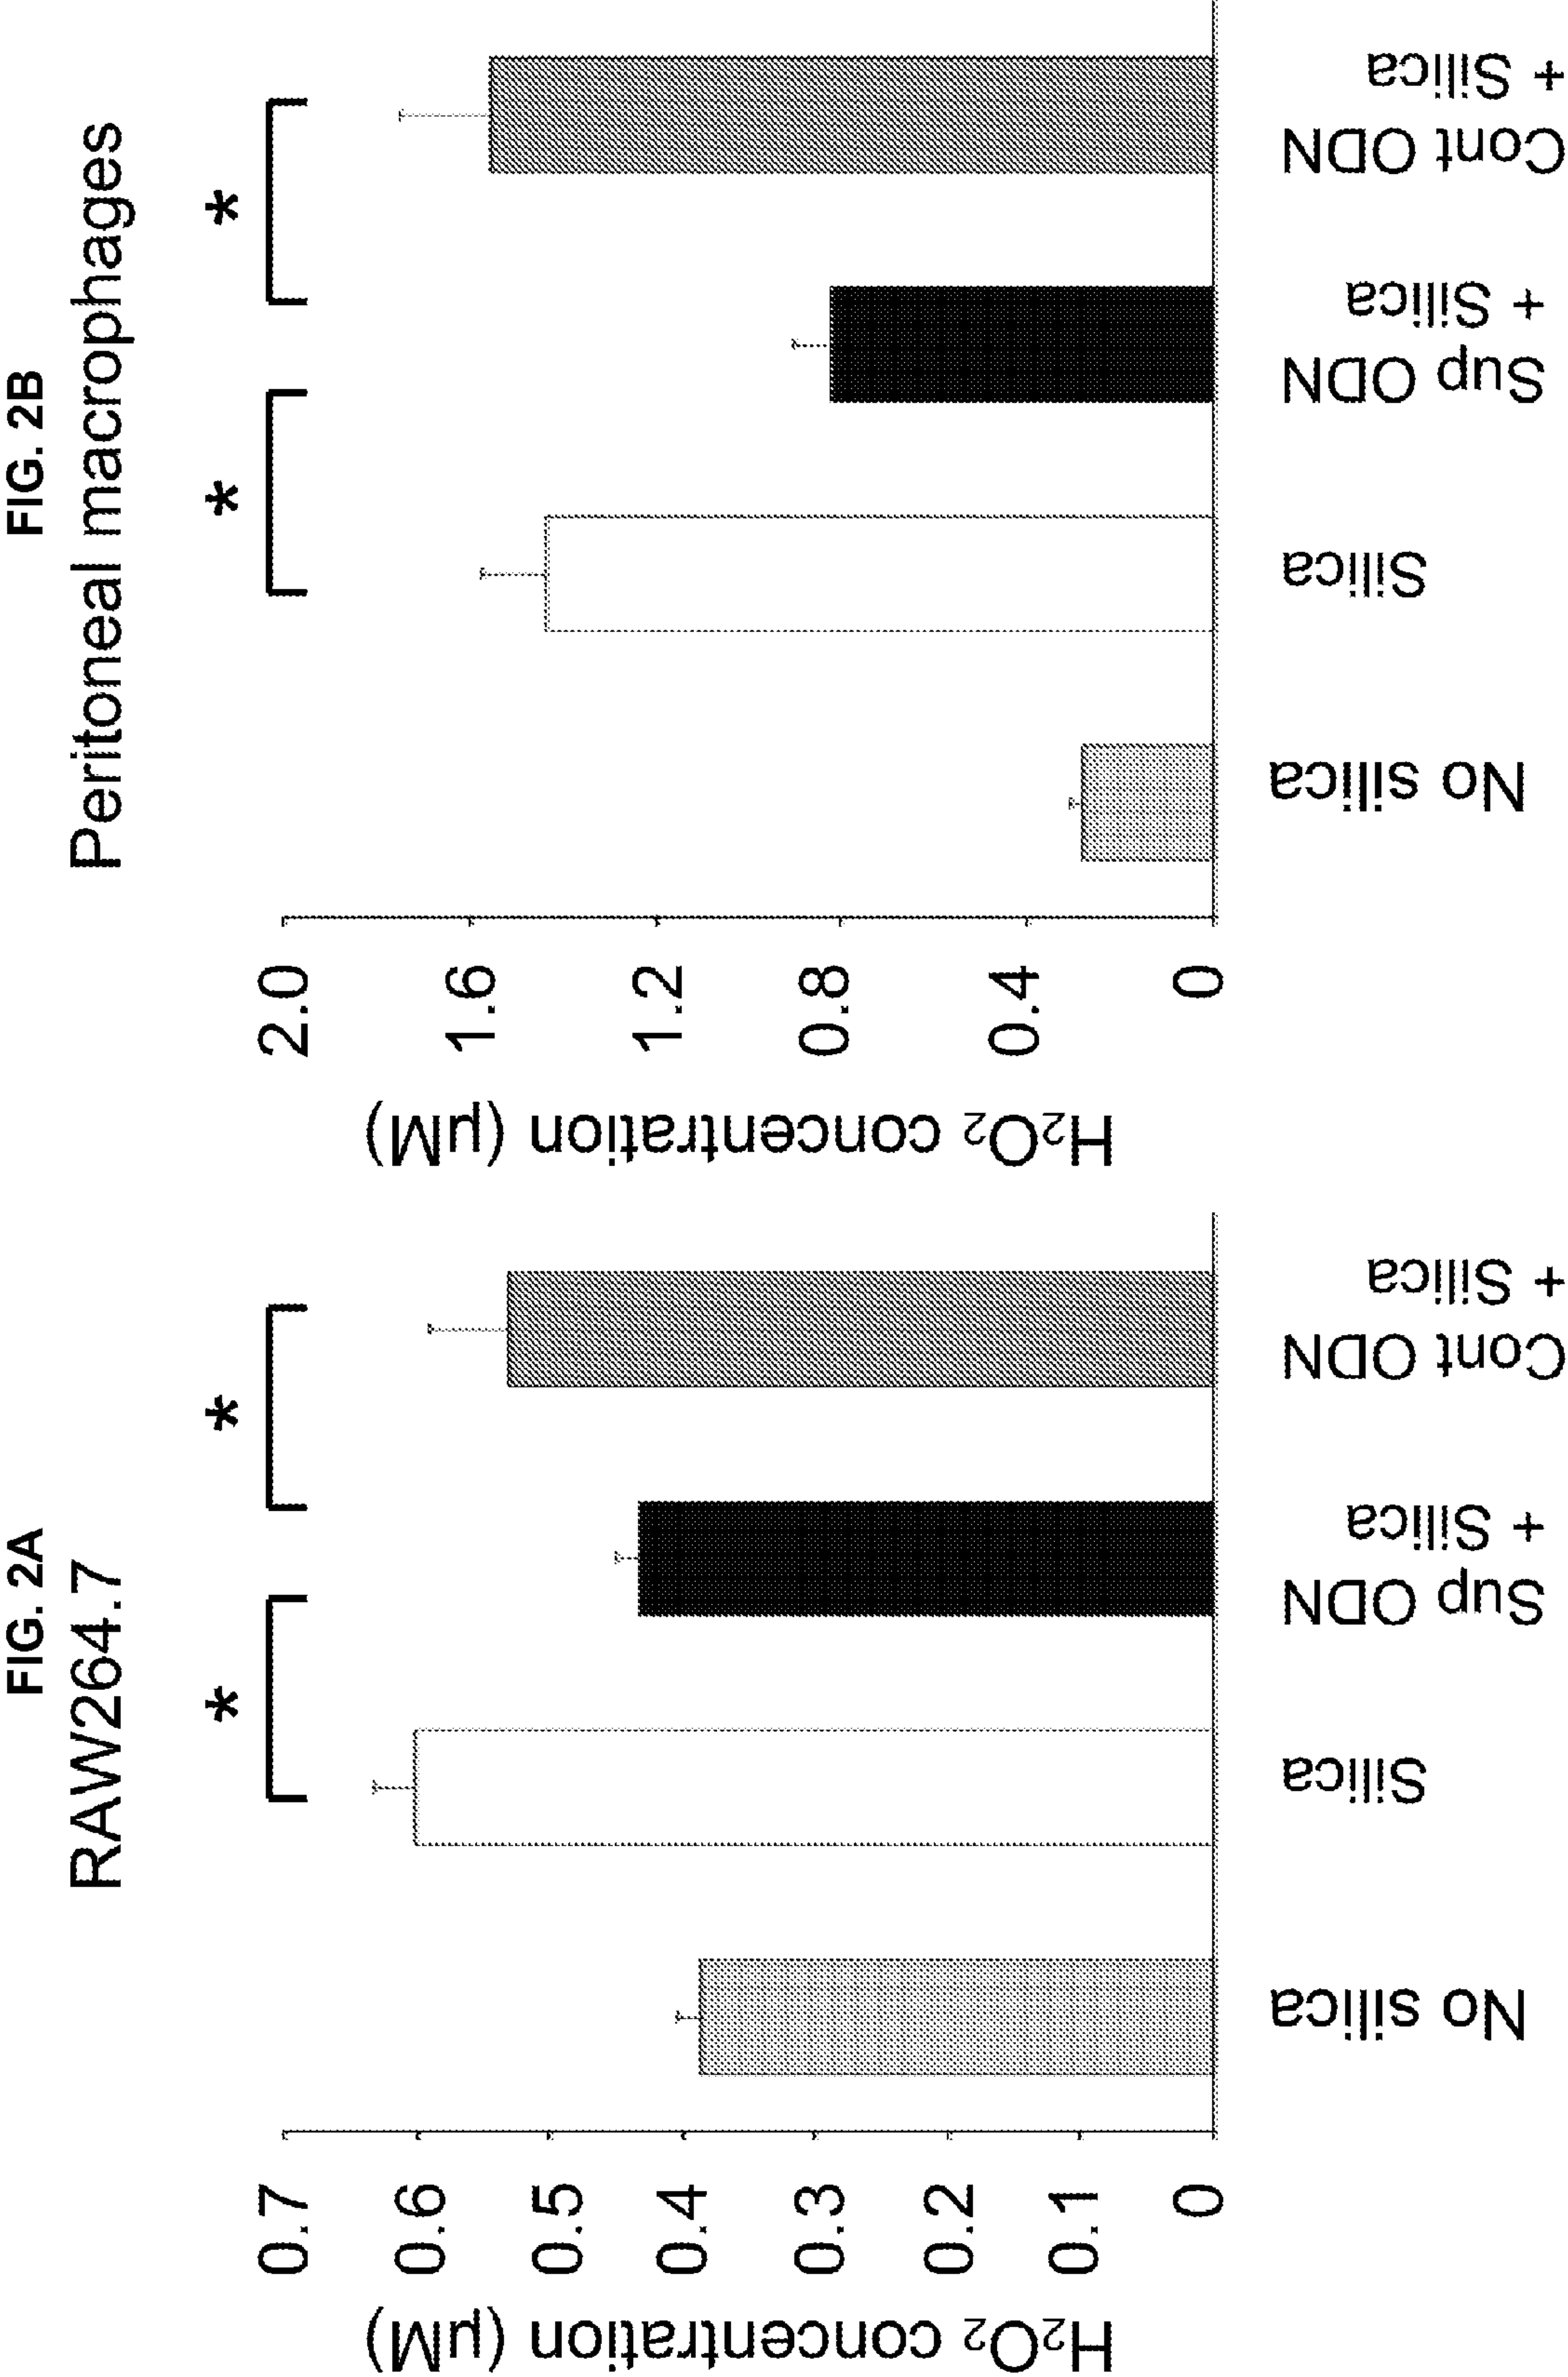 FIG. 2A
RAW264.7
*
*
H₂O₂ concentration (µM)
0.7
0.6
0.5
0.4
0.3
0.2
0.1
0
No silica
Silica
Sup ODN
+ Silica
Cont ODN
+ Silica
FIG. 2B
Peritoneal macrophages
*
*
H₂O₂ concentration (µM)
2.0
1.6
1.2
0.8
0.4
0
No silica
Silica
Sup ODN
+ Silica
Cont ODN
+ Silica